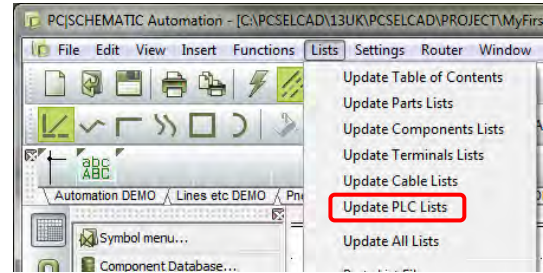 PC|SCHEMATIC Automation - [C:\PCSELCAD\13UK\PCSELCAD\PROJECT\MyFirs
File Edit View Insert Functions Lists Settings Router Window
Update Table of Contents
Update Parts Lists
Update Components Lists
Update Terminals Lists
Update Cable Lists
Update PLC Lists
Update All Lists
abc
ABC
Automation DEMO / Lines etc DEMO / Pne
Symbol menu...
Component Database...